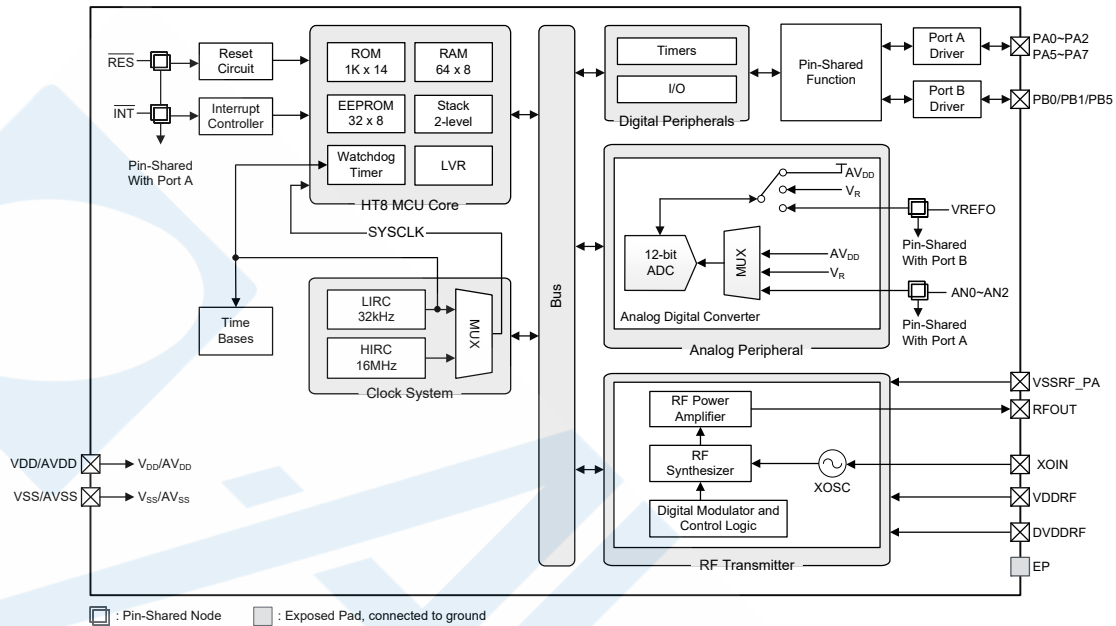 RES
INT
Pin-Shared
With Port A
Reset
Circuit
Interrupt
Controller
ROM
1K x 14
RAM
64 x 8
EEPROM
32 x 8
Stack
2-level
Watchdog
Timer
LVR
HT8 MCU Core
SYSCLK
Time
Bases
LIRC
32kHz
HIRC
16MHz
MUX
Clock System
VDD/AVDD
VDD/AVDD
VSS/AVSS
VSS/AVSS
Bus
Timers
I/O
Digital Peripherals
Pin-Shared
Function
Port A
Driver
Port B
Driver
PA0~PA2
PA5~PA7
PB0/PB1/PB5
AVDD
VR
VREFO
Pin-Shared
With Port B
12-bit
ADC
MUX
AVDD
VR
AN0~AN2
Pin-Shared
With Port A
Analog Digital Converter
Analog Peripheral
RF Power
Amplifier
RF
Synthesizer
Digital Modulator and
Control Logic
XOSC
RF Transmitter
VSSRF_PA
RFOUT
XOIN
VDDRF
DVDDRF
EP
: Pin-Shared Node
: Exposed Pad, connected to ground